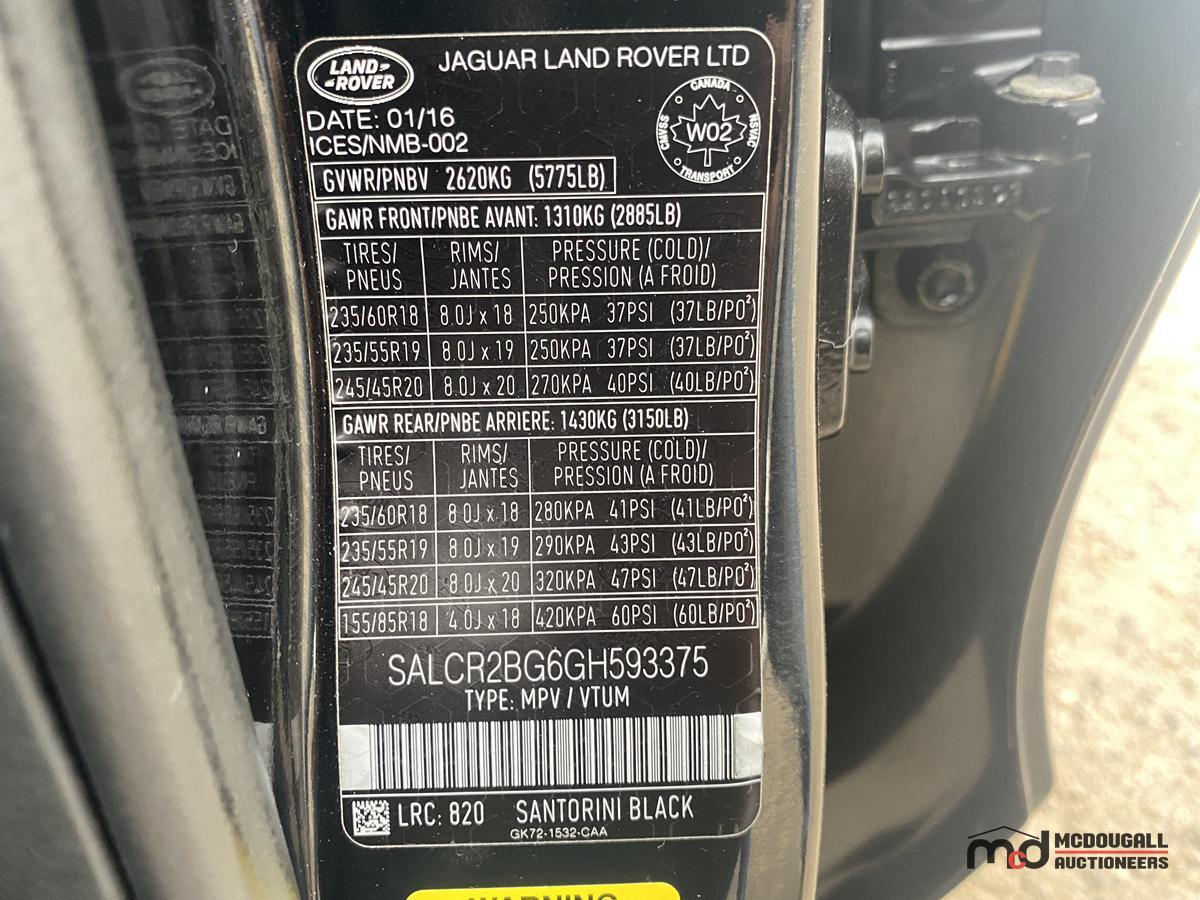 LAND ROVER
JAGUAR LAND ROVER LTD
DATE: 01/16
ICES/NMB-002
CANADA
CMVSS
W02
NSVAC
TRANSPORT
GVWR/PNBV 2620KG (5775LB)
GAWR FRONT/PNBE AVANT: 1310KG (2885LB)
TIRES/ RIMS/ PRESSURE (COLD)/
PNEUS JANTES PRESSION (A FROID)
235/60R18 8.0J x 18 250KPA 37PSI (37LB/PO²)
235/55R19 8.0J x 19 250KPA 37PSI (37LB/PO²)
245/45R20 8.0J x 20 270KPA 40PSI (40LB/PO²)
GAWR REAR/PNBE ARRIERE: 1430KG (3150LB)
TIRES/ RIMS/ PRESSURE (COLD)/
PNEUS JANTES PRESSION (A FROID)
235/60R18 8.0J x 18 280KPA 41PSI (41LB/PO²)
235/55R19 8.0J x 19 290KPA 43PSI (43LB/PO²)
245/45R20 8.0J x 20 320KPA 47PSI (47LB/PO²)
155/85R18 4.0J x 18 420KPA 60PSI (60LB/PO²)
SALCR2BG6GH593375
TYPE: MPV / VTUM
LRC: 820 SANTORINI BLACK
GK72-1532-CAA
WARNING
mcd MCDOUGALL
AUCTIONEERS